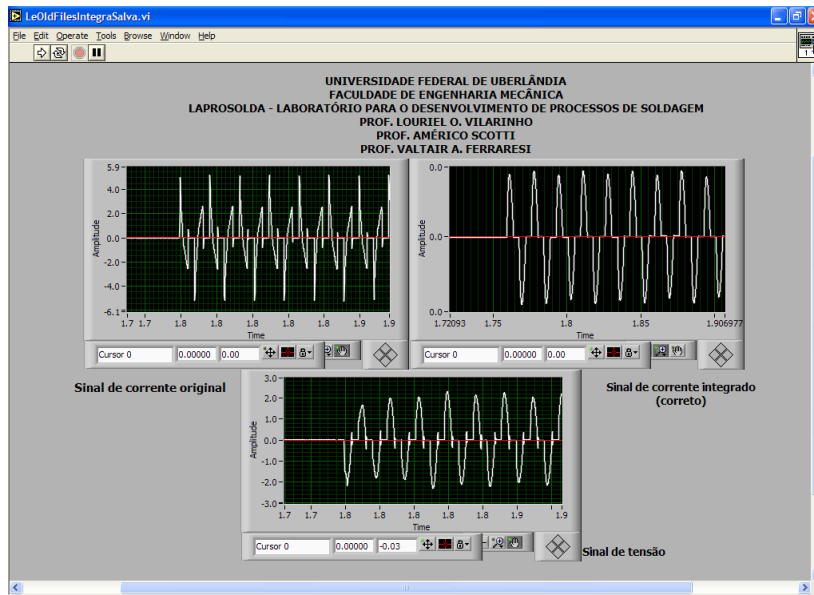 LeOldFilesIntegraSalva.vi
File Edit Operate Tools Browse Window Help
UNIVERSIDADE FEDERAL DE UBERLÂNDIA
FACULDADE DE ENGENHARIA MECÂNICA
LAPROSOLDA - LABORATÓRIO PARA O DESENVOLVIMENTO DE PROCESSOS DE SOLDAGEM
PROF. LOURIEL O. VILARINHO
PROF. AMÉRICO SCOTTI
PROF. VALTAIR A. FERRARESI
5.9
4.0
2.0
0.0
-2.0
-4.0
-6.1
Amplitude
1.7 1.7 1.8 1.8 1.8 1.8 1.8 1.9 1.9
Time
Cursor 0 0.00000 0.00
Sinal de corrente original
0.0
0.0
0.0
Amplitude
1.72093 1.75 1.8 1.85 1.906977
Time
Cursor 0 0.00000 0.00
Sinal de corrente integrado
(correto)
3.0
2.0
1.0
0.0
-1.0
-2.0
-3.0
Amplitude
1.7 1.7 1.8 1.8 1.8 1.8 1.9 1.9
Time
Cursor 0 0.00000 -0.03
Sinal de tensão